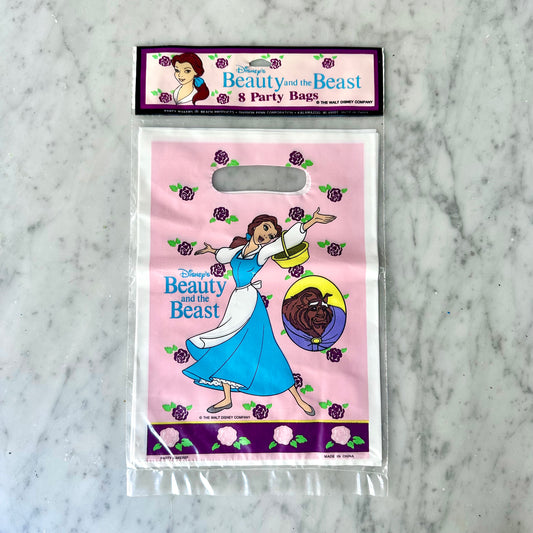 Disney's
Beauty and the Beast
8 Party Bags
© THE WALT DISNEY COMPANY
Disney's
Beauty
and the
Beast
© THE WALT DISNEY COMPANY
MADE IN CHINA